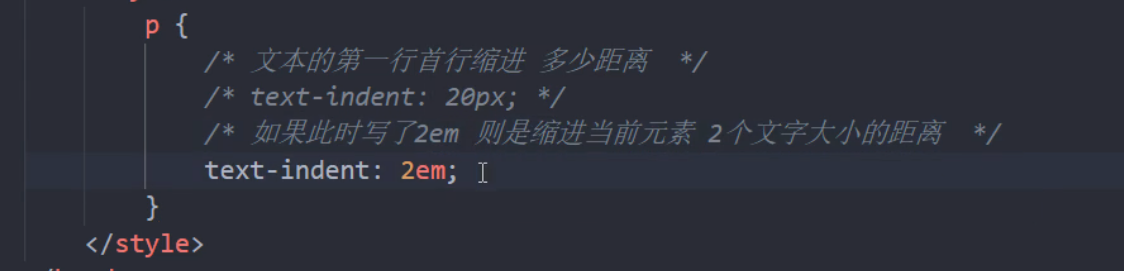 p {
/* 文本的第一行首行缩进 多少距离 */
/* text-indent: 20px; */
/* 如果此时写了2em 则是缩进当前元素 2个文字大小的距离 */
text-indent: 2em;
}
</style>